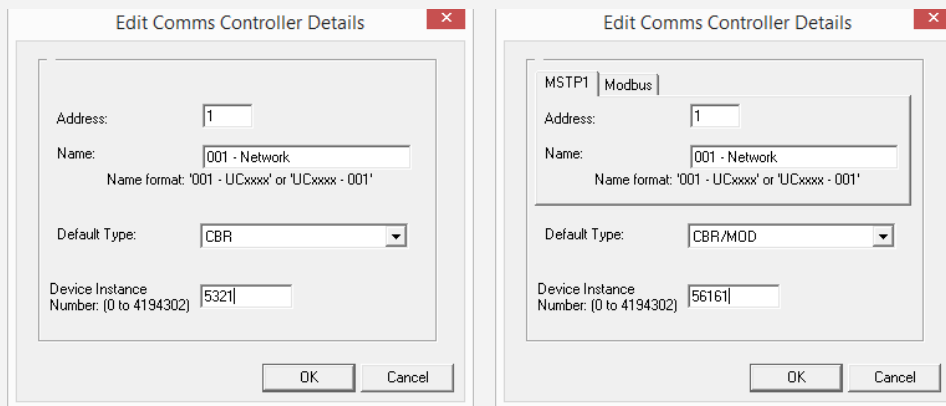 Edit Comms Controller Details
Address:
1
Name:
001 - Network
Name format: '001 - UCxxxx' or 'UCxxxx - 001'
Default Type:
CBR
Device Instance
Number: (0 to 4194302)
5321
OK
Cancel
Edit Comms Controller Details
MSTP1
Modbus
Address:
1
Name:
001 - Network
Name format: '001 - UCxxxx' or 'UCxxxx - 001'
Default Type:
CBR/MOD
Device Instance
Number: (0 to 4194302)
56161
OK
Cancel